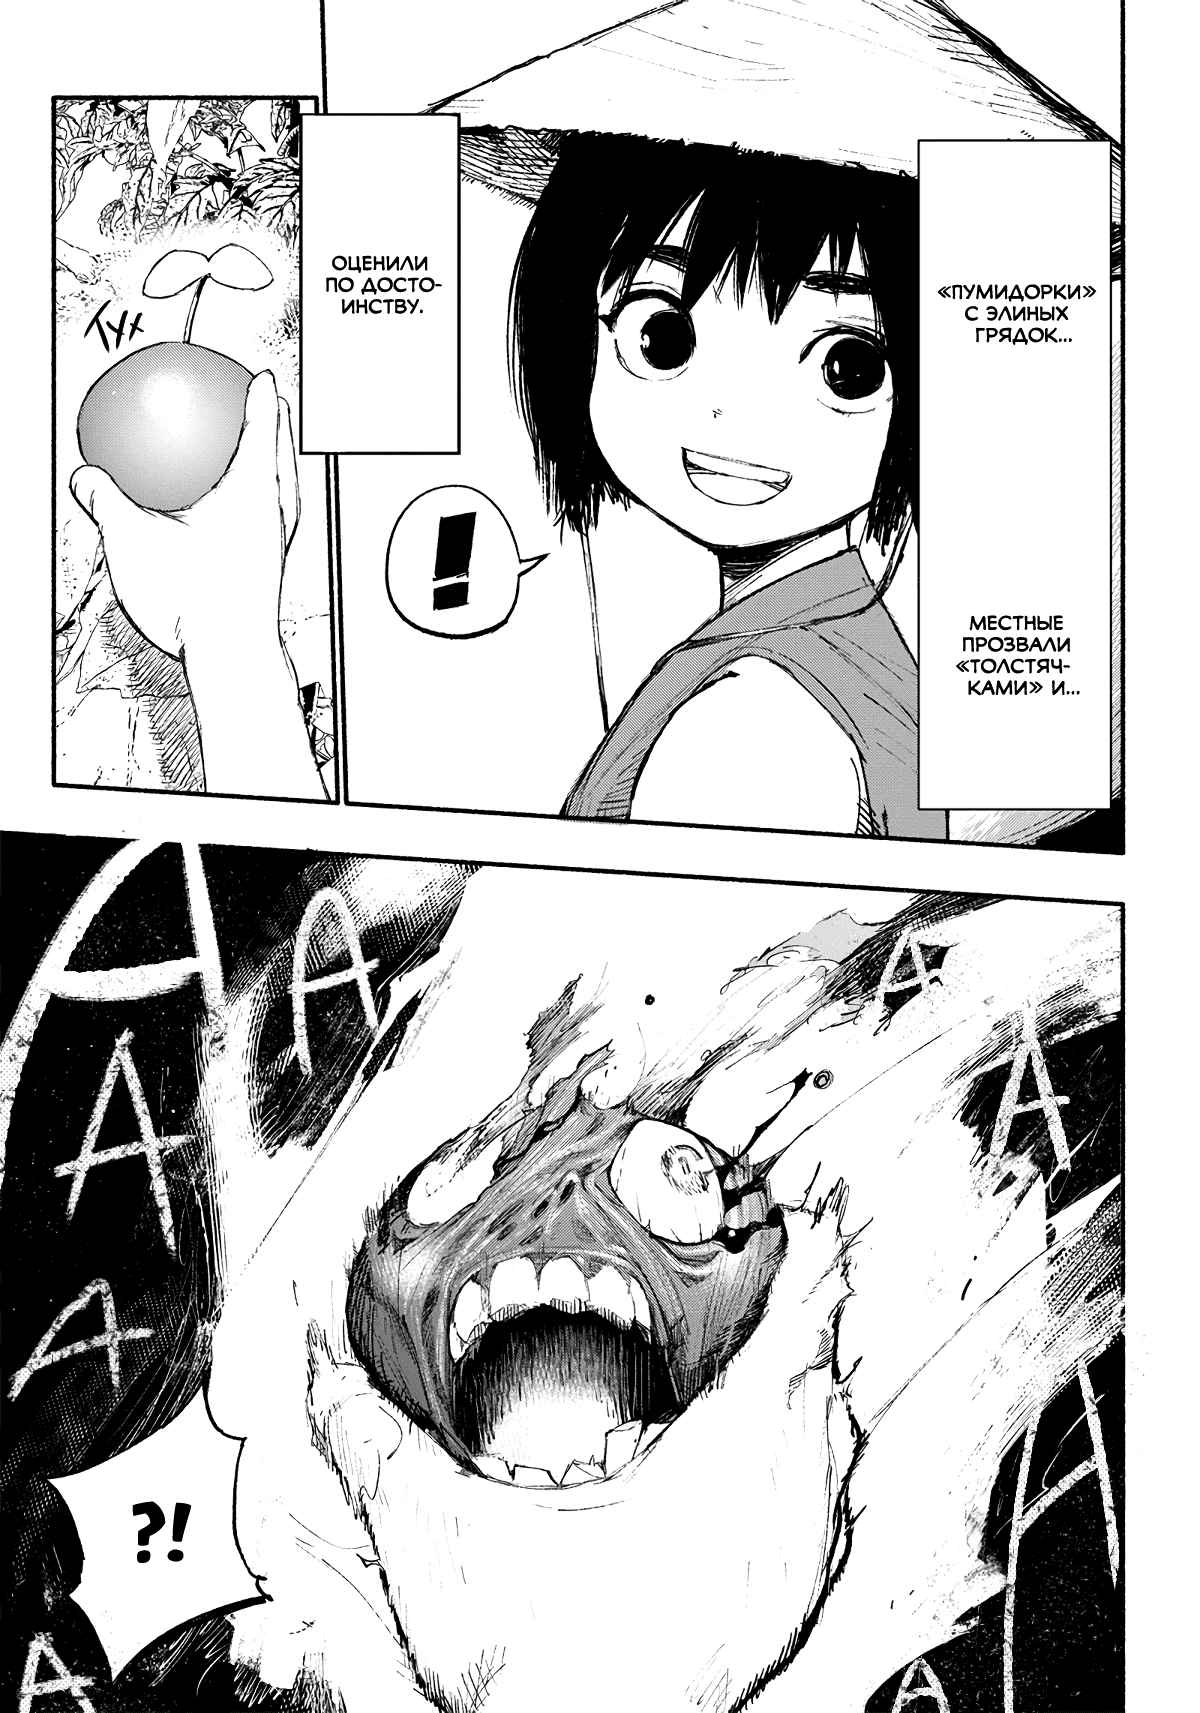 «ПУМИДОРКИ»
С ЭЛИНЫХ
ГРЯДОК...
МЕСТНЫЕ
ПРОЗВАЛИ
«ТОЛСТЯЧ-
КАМИ» И...
!
ОЦЕНИЛИ
ПО ДОСТО-
ИНСТВУ.
ТУХ
А
А
А
А
А
А
А
А
А
А
?!